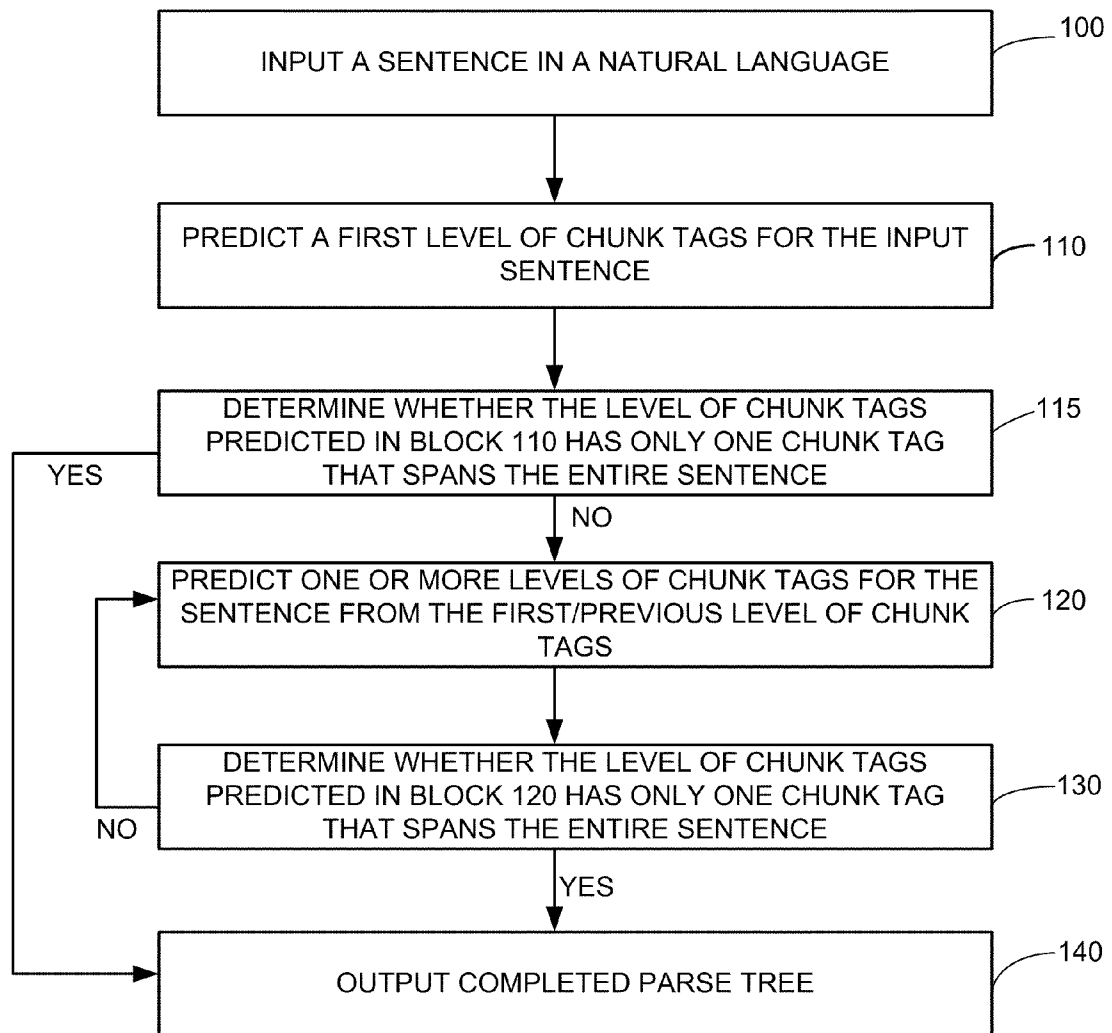 INPUT A SENTENCE IN A NATURAL LANGUAGE
100
PREDICT A FIRST LEVEL OF CHUNK TAGS FOR THE INPUT
SENTENCE
110
DETERMINE WHETHER THE LEVEL OF CHUNK TAGS
PREDICTED IN BLOCK 110 HAS ONLY ONE CHUNK TAG
THAT SPANS THE ENTIRE SENTENCE
115
YES
NO
PREDICT ONE OR MORE LEVELS OF CHUNK TAGS FOR THE
SENTENCE FROM THE FIRST/PREVIOUS LEVEL OF CHUNK
TAGS
120
DETERMINE WHETHER THE LEVEL OF CHUNK TAGS
PREDICTED IN BLOCK 120 HAS ONLY ONE CHUNK TAG
THAT SPANS THE ENTIRE SENTENCE
130
NO
YES
OUTPUT COMPLETED PARSE TREE
140